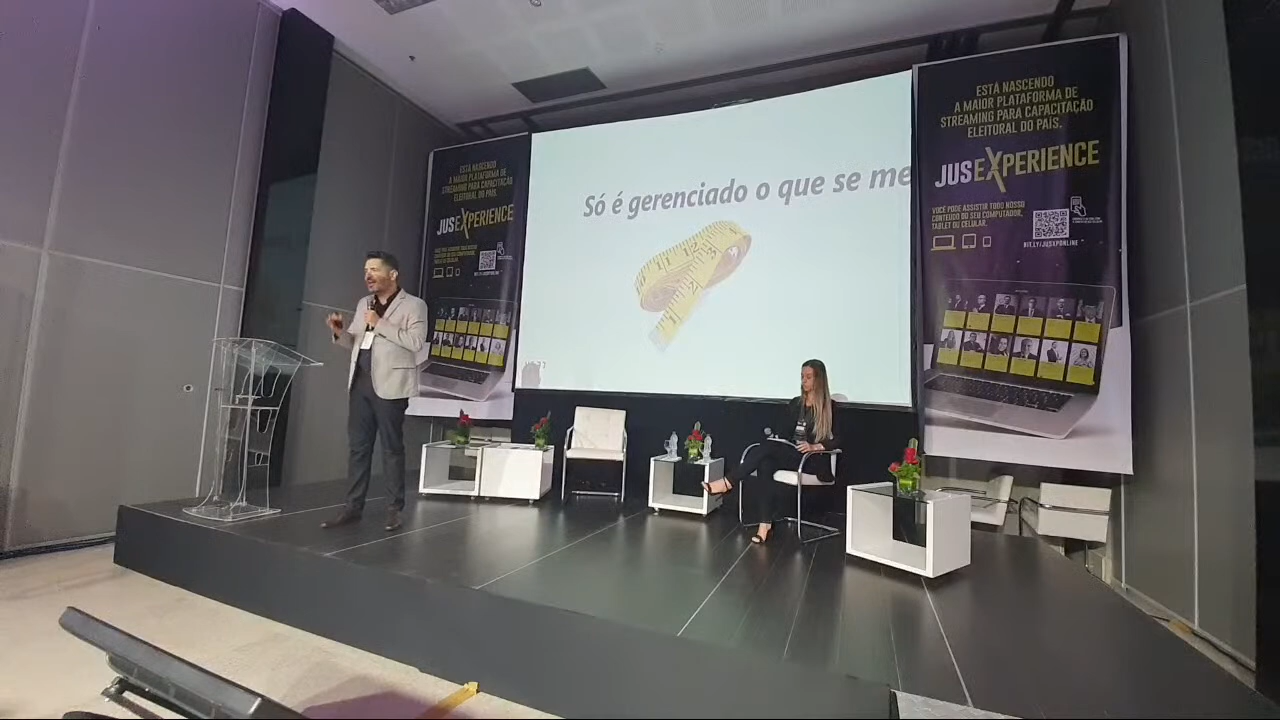 ESTÁ NASCENDO
A MAIOR PLATAFORMA DE
STREAMING PARA CAPACITAÇÃO
ELEITORAL DO PAÍS.
JUSEXPERIENCE
Só é gerenciado o que se me
ESTÁ NASCENDO
A MAIOR PLATAFORMA DE
STREAMING PARA CAPACITAÇÃO
ELEITORAL DO PAÍS.
JUSEXPERIENCE
VOCÊ PODE ASSISTIR TODO NOSSO
CONTEÚDO DO SEU COMPUTADOR,
TABLET OU CELULAR.
BIT.LY/JUSXPONLINE